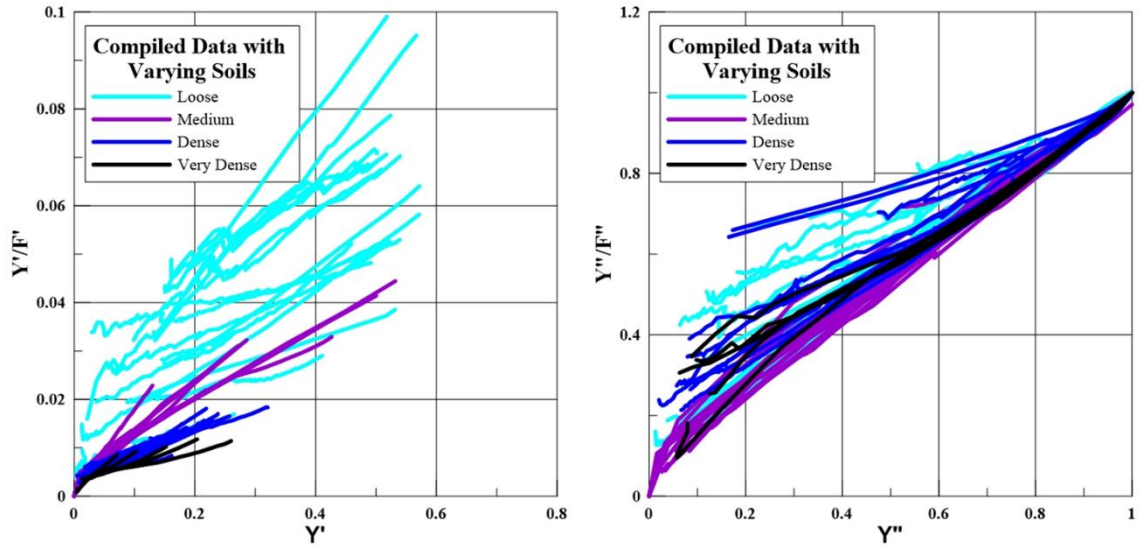 0.1
0.08
0.06
0.04
0.02
0
Y'/F'
Compiled Data with
Varying Soils
Loose
Medium
Dense
Very Dense
0
0.2
0.4
0.6
0.8
Y'
1.2
0.8
0.4
0
Y"/F"
Compiled Data with
Varying Soils
Loose
Medium
Dense
Very Dense
0
0.2
0.4
0.6
0.8
1
Y"